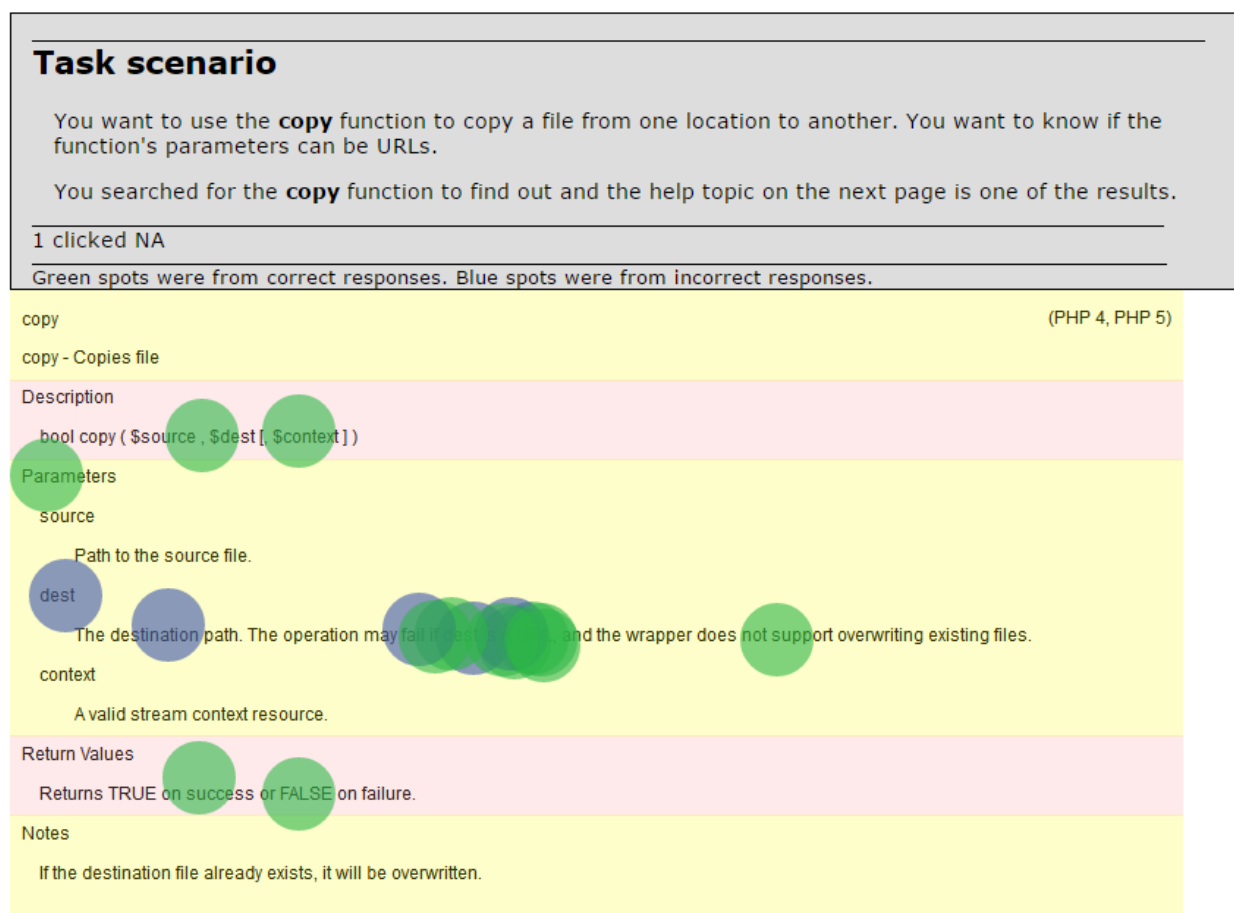 Task scenario
You want to use the copy function to copy a file from one location to another. You want to know if the
function's parameters can be URLs.
You searched for the copy function to find out and the help topic on the next page is one of the results.
1 clicked NA
Green spots were from correct responses. Blue spots were from incorrect responses.
copy (PHP 4, PHP 5)
copy - Copies file
Description
bool copy ( $source , $dest [, $context ] )
Parameters
source
Path to the source file.
dest
The destination path. The operation may fail if and the wrapper does not support overwriting existing files.
context
A valid stream context resource.
Return Values
Returns TRUE on success or FALSE on failure.
Notes
If the destination file already exists, it will be overwritten.